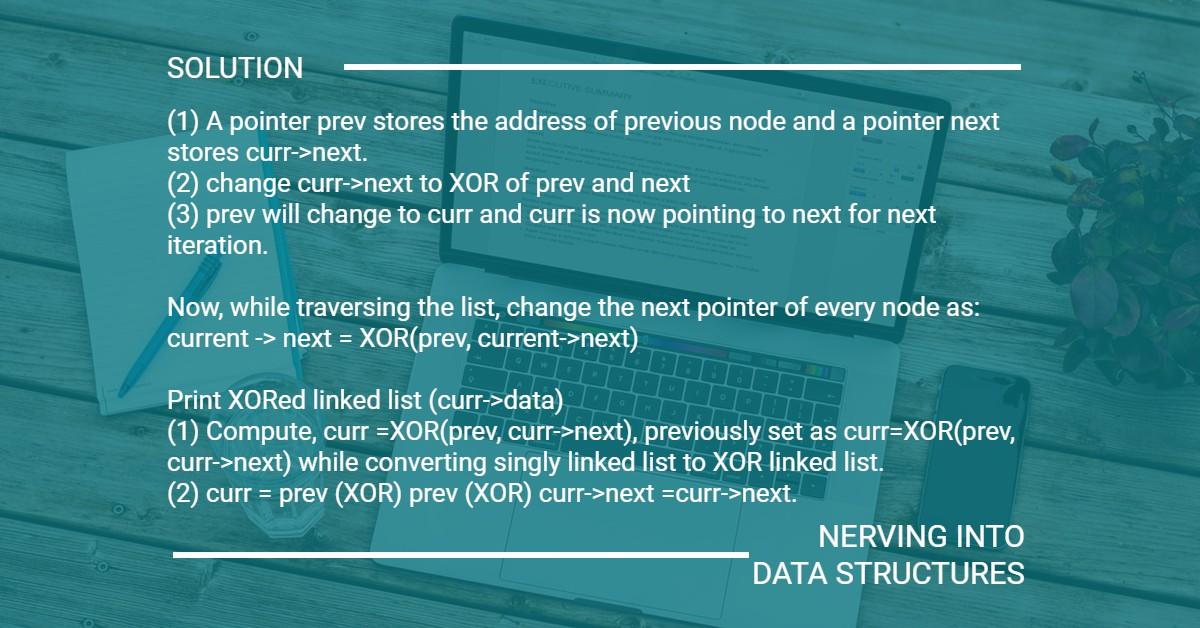 SOLUTION
(1) A pointer prev stores the address of previous node and a pointer next
stores curr->next.
(2) change curr->next to XOR of prev and next
(3) prev will change to curr and curr is now pointing to next for next
iteration.
Now, while traversing the list, change the next pointer of every node as:
current -> next = XOR(prev, current->next)
Print XORed linked list (curr->data)
(1) Compute, curr =XOR(prev, curr->next), previously set as curr=XOR(prev,
curr->next) while converting singly linked list to XOR linked list.
(2) curr = prev (XOR) prev (XOR) curr->next =curr->next.
NERVING INTO
DATA STRUCTURES
EXECUTIVE SUMMARY